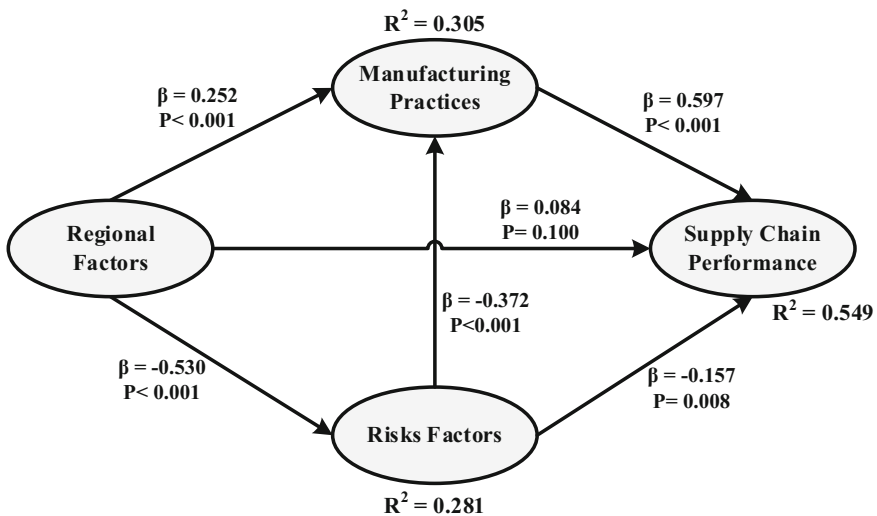 R² = 0.305
Manufacturing
Practices
β = 0.252
P< 0.001
β = 0.597
P< 0.001
Regional
Factors
β = 0.084
P= 0.100
Supply Chain
Performance
R² = 0.549
β = -0.372
P<0.001
β = -0.530
P< 0.001
β = -0.157
P= 0.008
Risks Factors
R² = 0.281